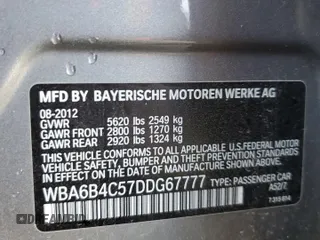 MFD BY BAYERISCHE MOTOREN WERKE AG
08-2012
GVWR 5620 lbs 2549 kg
GAWR FRONT 2800 lbs 1270 kg
GAWR REAR 2920 lbs 1324 kg
THIS VEHICLE CONFORMS TO ALL APPLICABLE U.S. FEDERAL MOTOR
VEHICLE SAFETY, BUMPER, AND THEFT PREVENTION STANDARDS
IN EFFECT ON THE DATE OF MANUFACTURE SHOWN ABOVE.
WBA6B4C57DDG67777 TYPE: PASSENGER CAR
A52/7